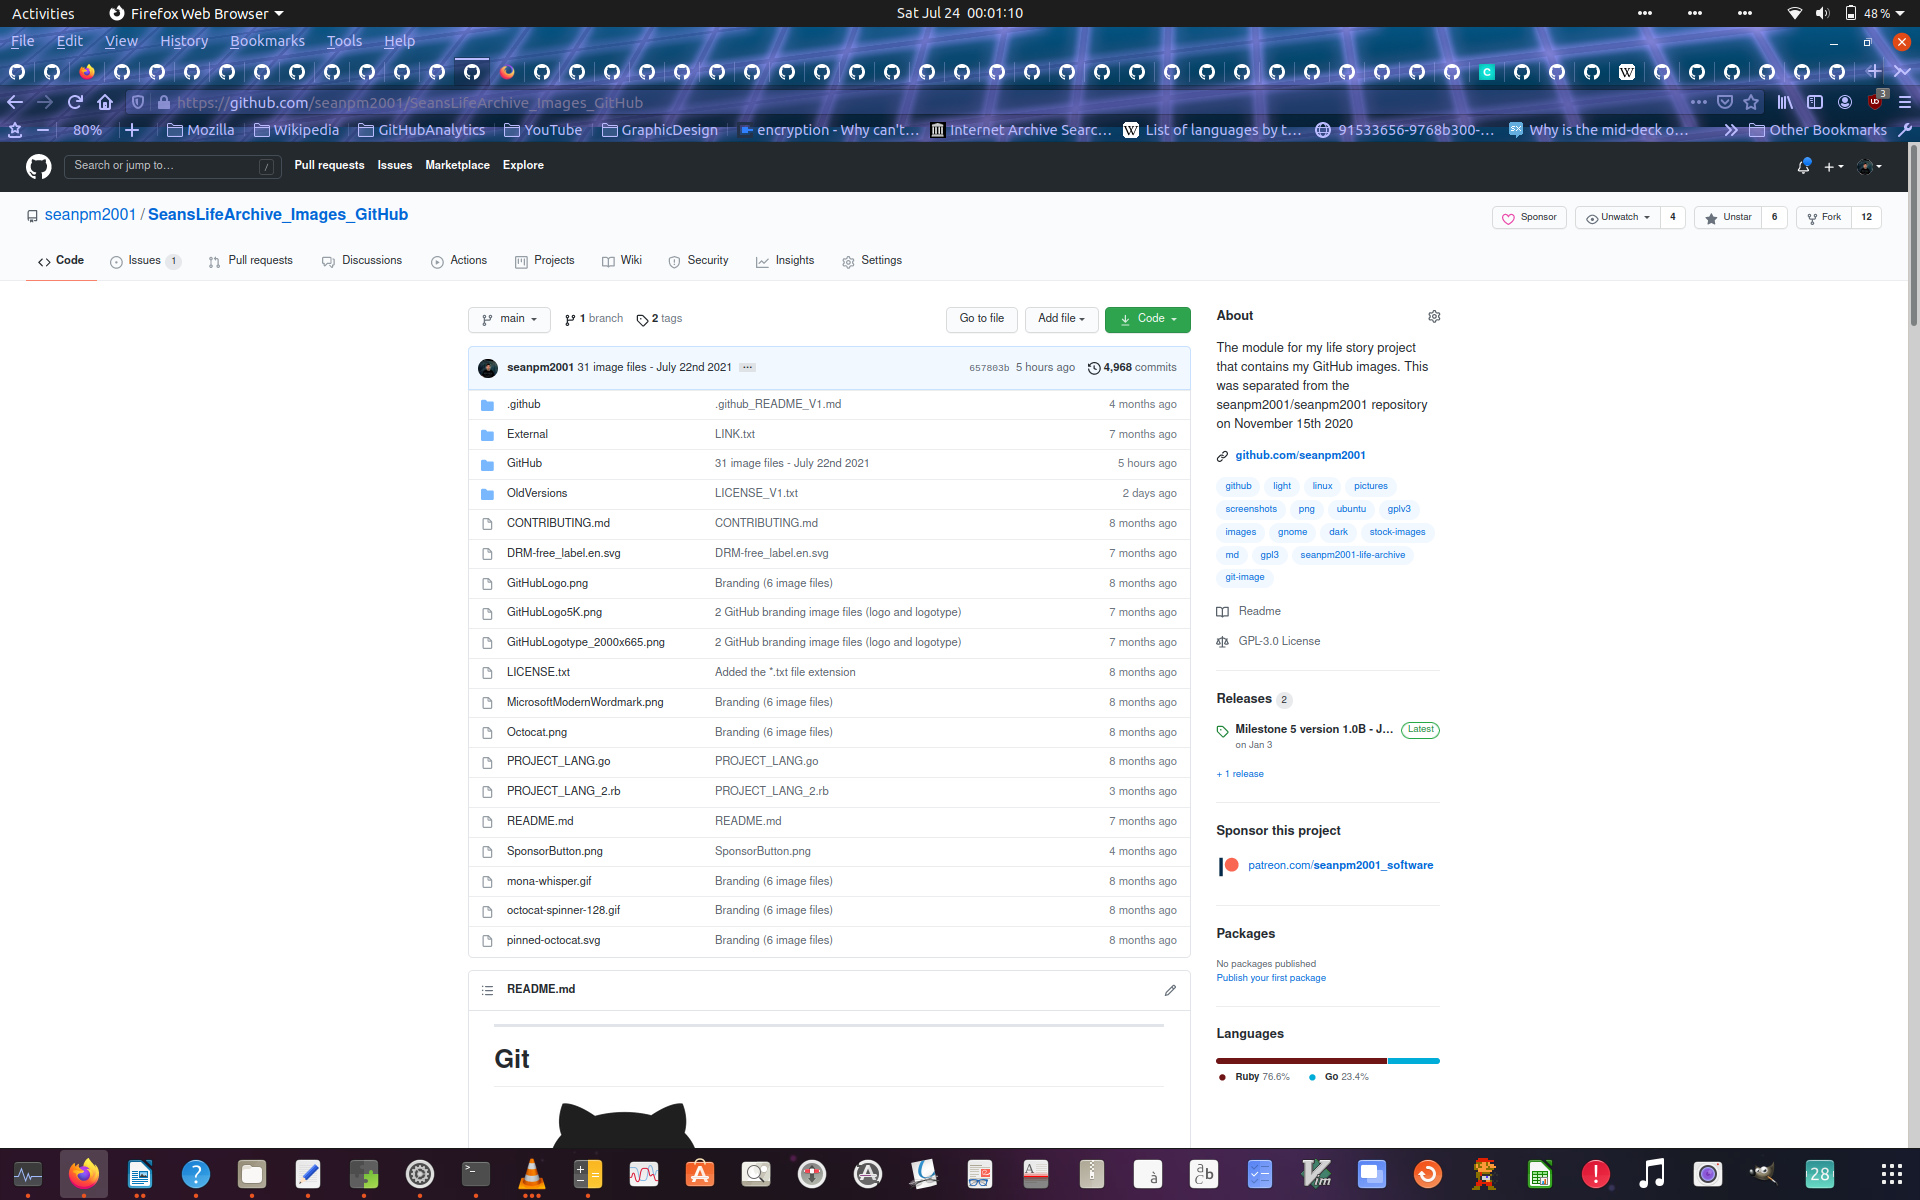 Activities Firefox Web Browser Sat Jul 24 00:01:10 48 %
File Edit View History Bookmarks Tools Help
https://github.com/seanpm2001/SeansLifeArchive_Images_GitHub 3
80% Mozilla Wikipedia GitHubAnalytics YouTube GraphicDesign encryption - Why can't… Internet Archive Searc… List of languages by t… 91533656-9768b300-… Why is the mid-deck o… Other Bookmarks
Search or jump to… / Pull requests Issues Marketplace Explore
seanpm2001 / SeansLifeArchive_Images_GitHub Sponsor Unwatch 4 Unstar 6 Fork 12
Code Issues 1 Pull requests Discussions Actions Projects Wiki Security Insights Settings
main 1 branch 2 tags Go to file Add file Code
seanpm2001 31 image files - July 22nd 2021 657803b 5 hours ago 4,968 commits
.github .github_README_V1.md 4 months ago
External LINK.txt 7 months ago
GitHub 31 image files - July 22nd 2021 5 hours ago
OldVersions LICENSE_V1.txt 2 days ago
CONTRIBUTING.md CONTRIBUTING.md 8 months ago
DRM-free_label.en.svg DRM-free_label.en.svg 7 months ago
GitHubLogo.png Branding (6 image files) 8 months ago
GitHubLogo5K.png 2 GitHub branding image files (logo and logotype) 7 months ago
GitHubLogotype_2000x665.png 2 GitHub branding image files (logo and logotype) 7 months ago
LICENSE.txt Added the *.txt file extension 8 months ago
MicrosoftModernWordmark.png Branding (6 image files) 8 months ago
Octocat.png Branding (6 image files) 8 months ago
PROJECT_LANG.go PROJECT_LANG.go 8 months ago
PROJECT_LANG_2.rb PROJECT_LANG_2.rb 3 months ago
README.md README.md 7 months ago
SponsorButton.png SponsorButton.png 4 months ago
mona-whisper.gif Branding (6 image files) 8 months ago
octocat-spinner-128.gif Branding (6 image files) 8 months ago
pinned-octocat.svg Branding (6 image files) 8 months ago
README.md
Git
About
The module for my life story project
that contains my GitHub images. This
was separated from the
seanpm2001/seanpm2001 repository
on November 15th 2020
github.com/seanpm2001
github light linux pictures
screenshots png ubuntu gplv3
images gnome dark stock-images
md gpl3 seanpm2001-life-archive
git-image
Readme
GPL-3.0 License
Releases 2
Milestone 5 version 1.0B - J… Latest
on Jan 3
+ 1 release
Sponsor this project
patreon.com/seanpm2001_software
Packages
No packages published
Publish your first package
Languages
Ruby 76.6% Go 23.4%
28